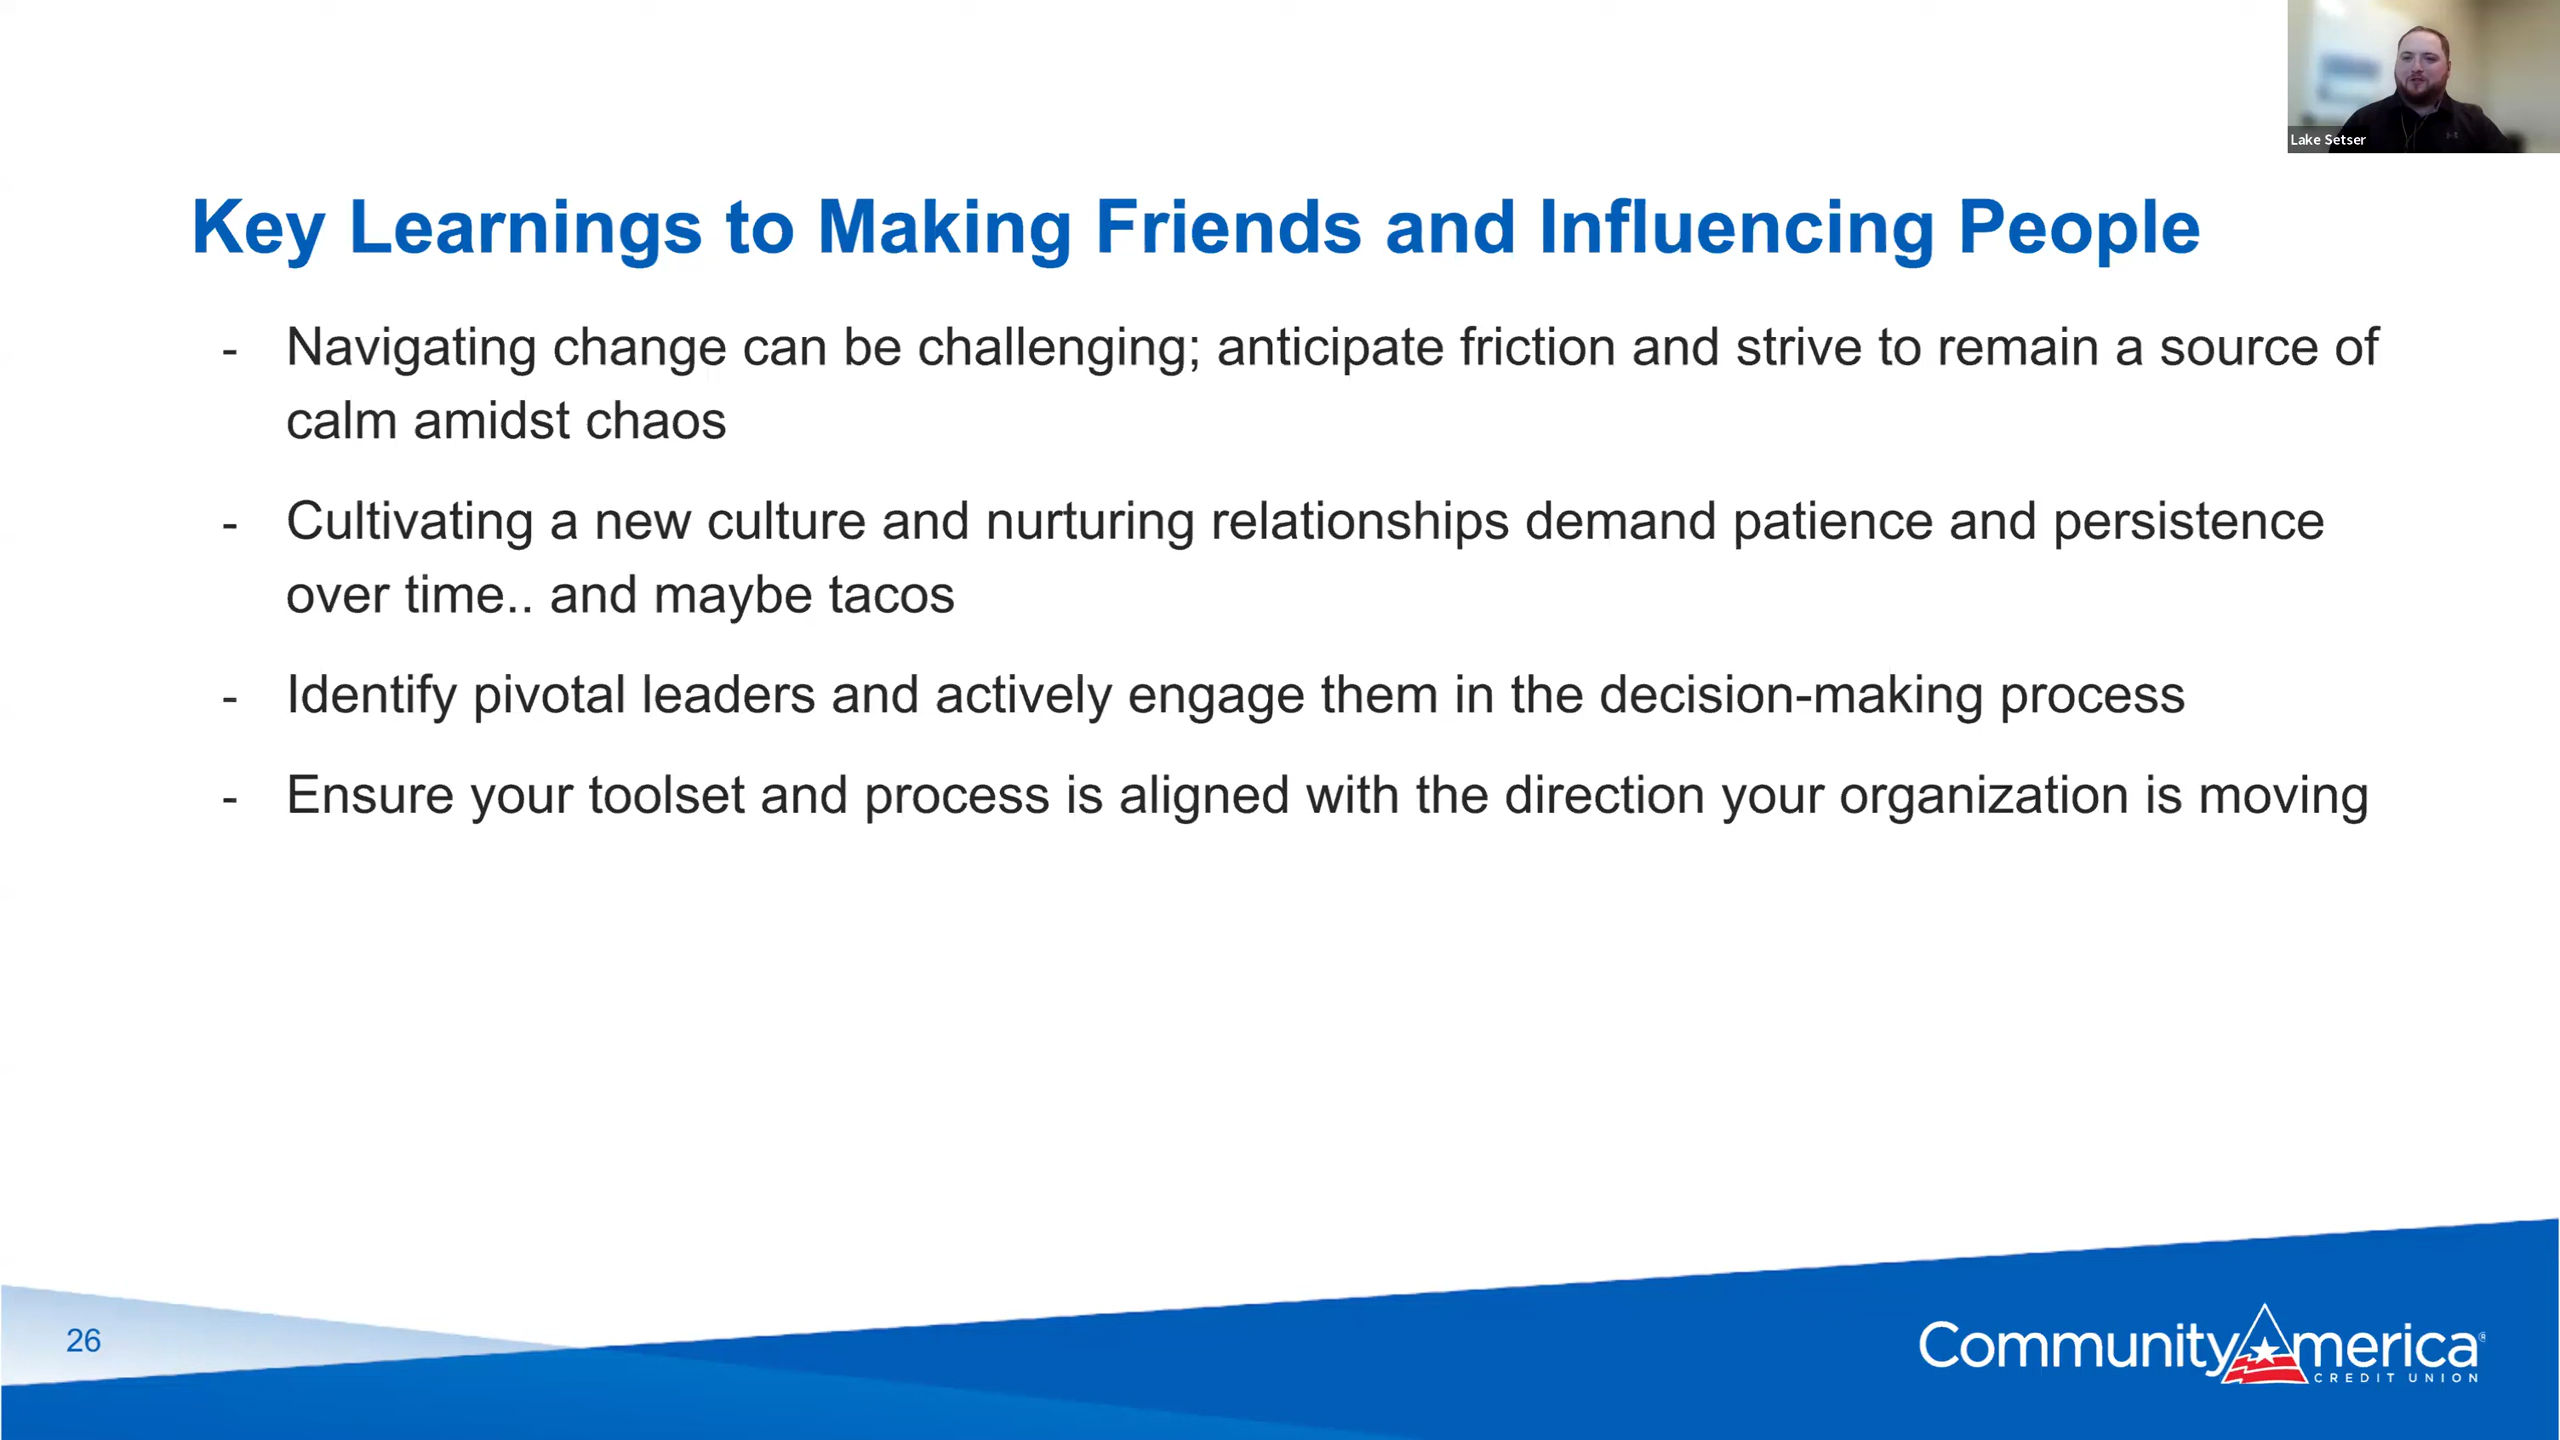 Lake Setser
Key Learnings to Making Friends and Influencing People
- Navigating change can be challenging; anticipate friction and strive to remain a source of
calm amidst chaos
- Cultivating a new culture and nurturing relationships demand patience and persistence
over time.. and maybe tacos
- Identify pivotal leaders and actively engage them in the decision-making process
- Ensure your toolset and process is aligned with the direction your organization is moving
26
CommunityAmerica®
CREDIT UNION